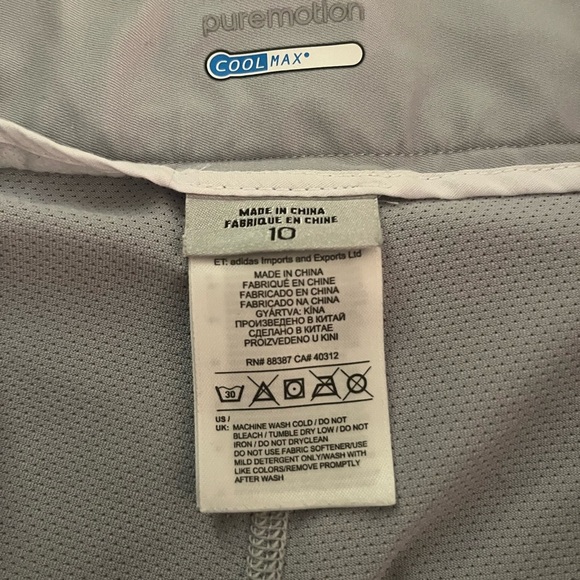 puremotion
COOLMAX®
MADE IN CHINA
FABRIQUE EN CHINE
10
ET: adidas Imports and Exports Ltd
MADE IN CHINA
FABRIQUÉ EN CHINE
FABRICADO EN CHINA
FABRICADO NA CHINA
GYÁRTVA: KÍNA
ПРОИЗВЕДЕНО В КИТАЙ
СДЕЛАНО В КИТАЕ
PROIZVEDENO U KINI
RN# 88387 CA# 40312
30
US /
UK: MACHINE WASH COLD / DO NOT
BLEACH / TUMBLE DRY LOW / DO NOT
IRON / DO NOT DRYCLEAN
DO NOT USE FABRIC SOFTENER/USE
MILD DETERGENT ONLY/WASH WITH
LIKE COLORS/REMOVE PROMPTLY
AFTER WASH